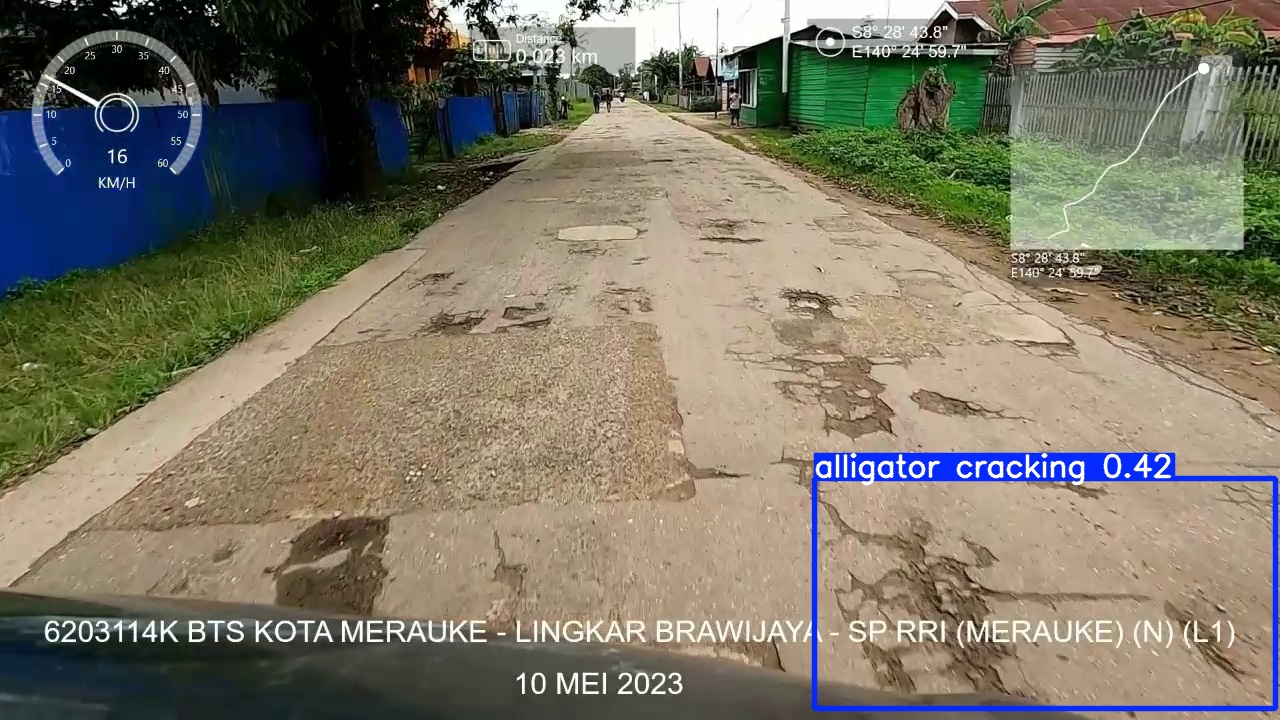 Distance
0.023 km
S8° 28' 43.8"
E140° 24' 59.7"
0
5
10
15
20
25
30
35
40
45
50
55
60
16
KM/H
S8° 28' 43.8"
E140° 24' 59.7"
alligator cracking 0.42
6203114K BTS KOTA MERAUKE - LINGKAR BRAWIJAYA - SP RRI (MERAUKE) (N) (L1)
10 MEI 2023